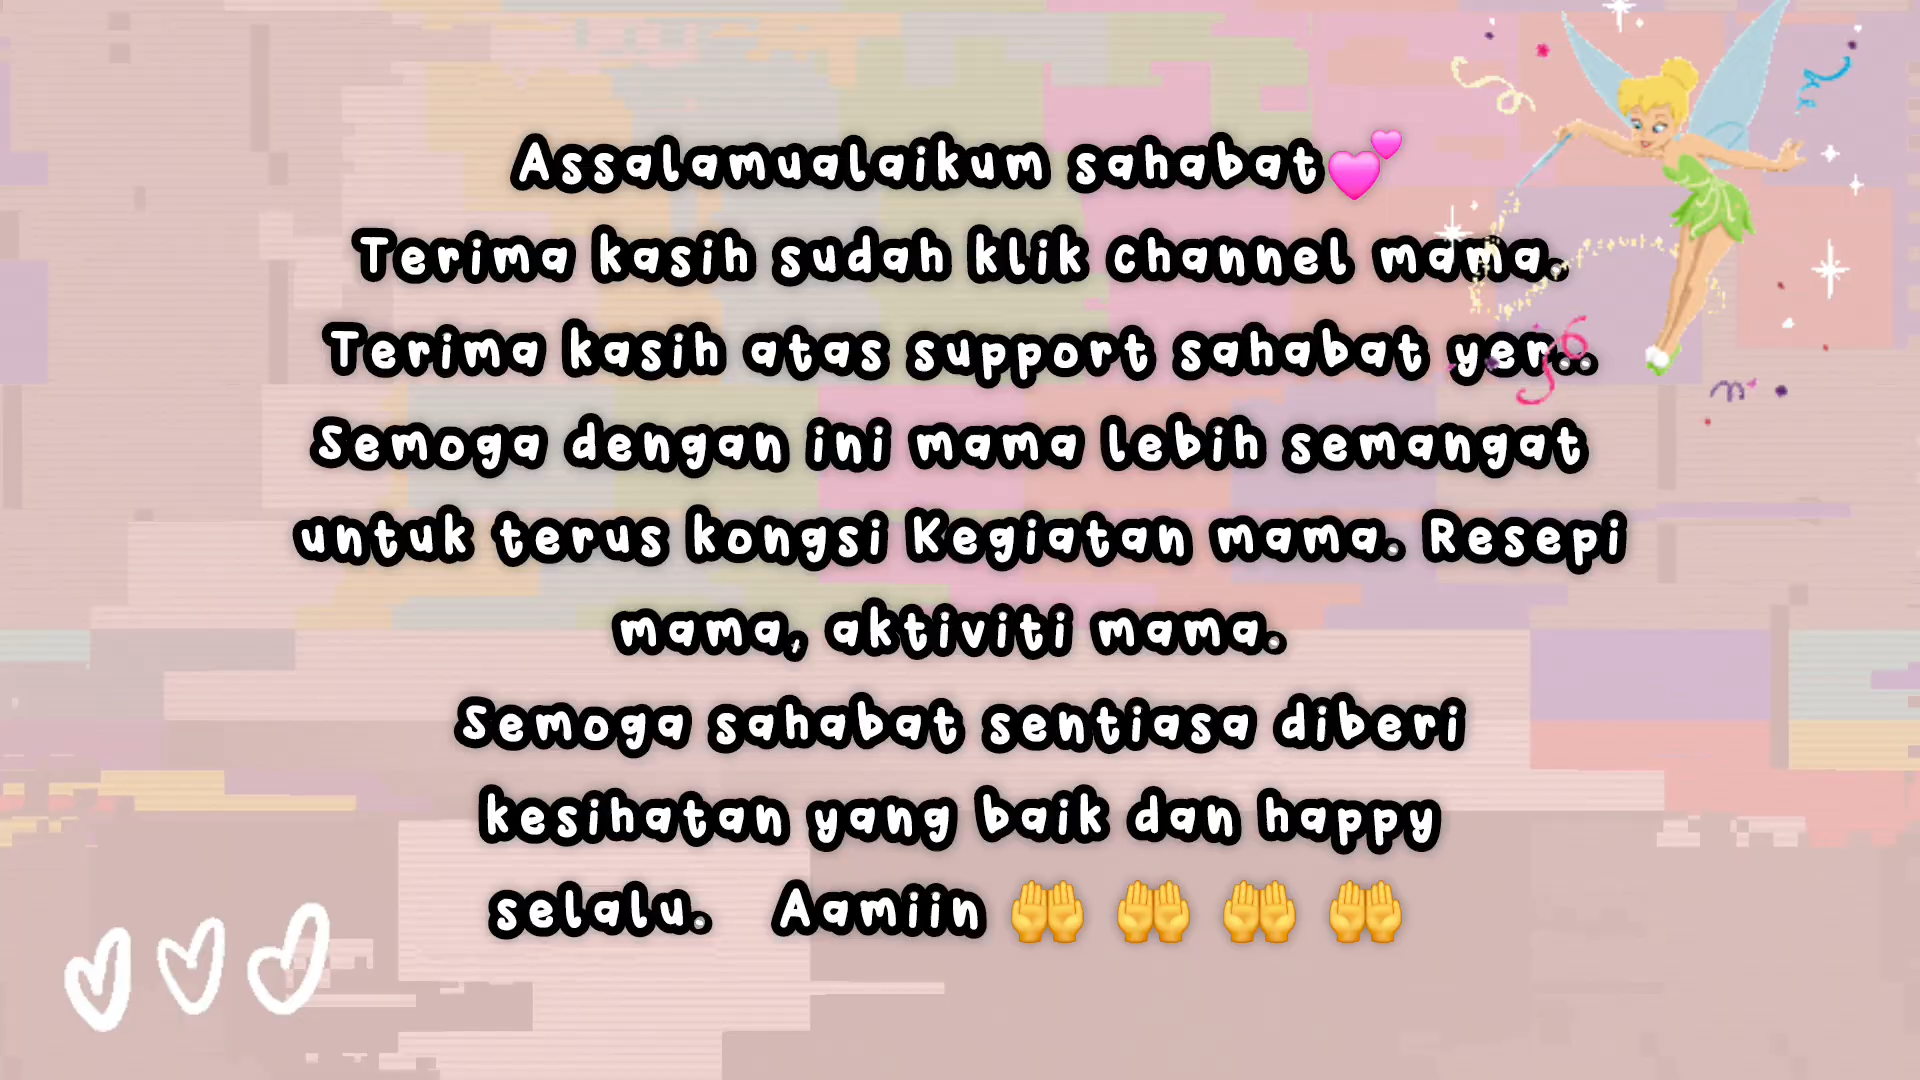 Assalamualaikum sahabat💕
Terima kasih sudah klik channel mama.
Terima kasih atas support sahabat yer..
Semoga dengan ini mama lebih semangat
untuk terus kongsi Kegiatan mama. Resepi
mama, aktiviti mama.
Semoga sahabat sentiasa diberi
kesihatan yang baik dan happy
selalu. Aamiin 🤲 🤲 🤲 🤲